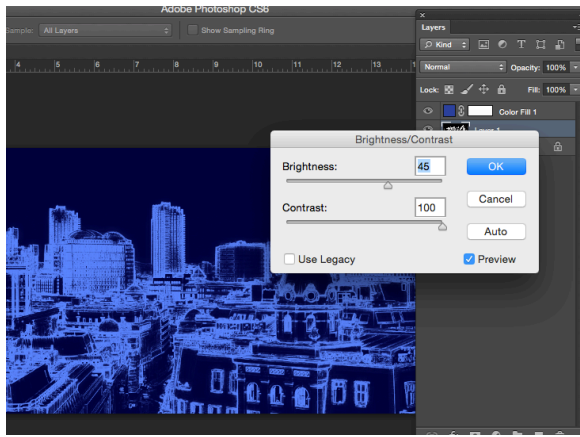 Adobe Photoshop CS6
Sample: All Layers Show Sampling Ring
4 5 6 7 8 9 10 11 12 13
Layers
Kind
Normal Opacity: 100%
Lock: Fill: 100%
Color Fill 1
Layer 1
Brightness/Contrast
Brightness: 45
OK
Contrast: 100
Cancel
Auto
Use Legacy Preview